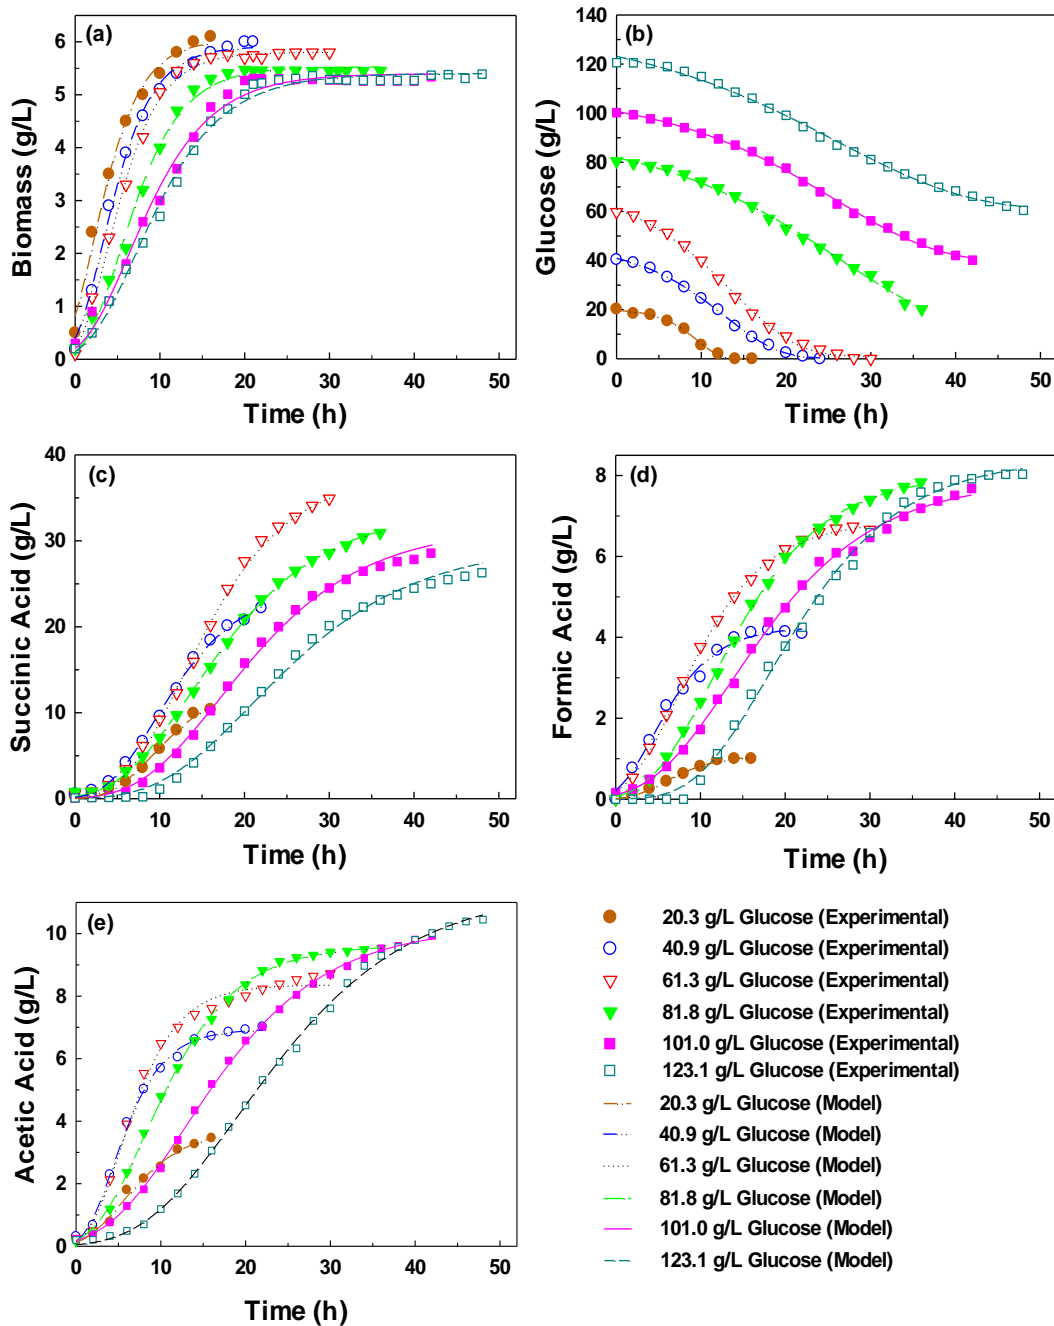 (a)
Biomass (g/L)
6
5
4
3
2
1
0
0 10 20 30 40 50
Time (h)
(b)
Glucose (g/L)
140
120
100
80
60
40
20
0
0 10 20 30 40 50
Time (h)
(c)
Succinic Acid (g/L)
40
30
20
10
0
0 10 20 30 40 50
Time (h)
(d)
Formic Acid (g/L)
8
6
4
2
0
0 10 20 30 40 50
Time (h)
(e)
Acetic Acid (g/L)
10
8
6
4
2
0
0 10 20 30 40 50
Time (h)
20.3 g/L Glucose (Experimental)
40.9 g/L Glucose (Experimental)
61.3 g/L Glucose (Experimental)
81.8 g/L Glucose (Experimental)
101.0 g/L Glucose (Experimental)
123.1 g/L Glucose (Experimental)
20.3 g/L Glucose (Model)
40.9 g/L Glucose (Model)
61.3 g/L Glucose (Model)
81.8 g/L Glucose (Model)
101.0 g/L Glucose (Model)
123.1 g/L Glucose (Model)